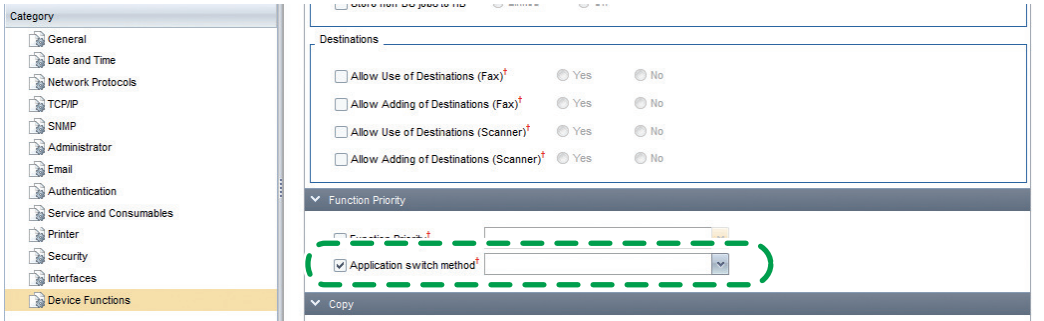 Category
General
Date and Time
Network Protocols
TCP/IP
SNMP
Administrator
Email
Authentication
Service and Consumables
Printer
Security
Interfaces
Device Functions
Destinations
Allow Use of Destinations (Fax)† Yes No
Allow Adding of Destinations (Fax)† Yes No
Allow Use of Destinations (Scanner)† Yes No
Allow Adding of Destinations (Scanner)† Yes No
Function Priority
Function Priority†
Application switch method†
Copy